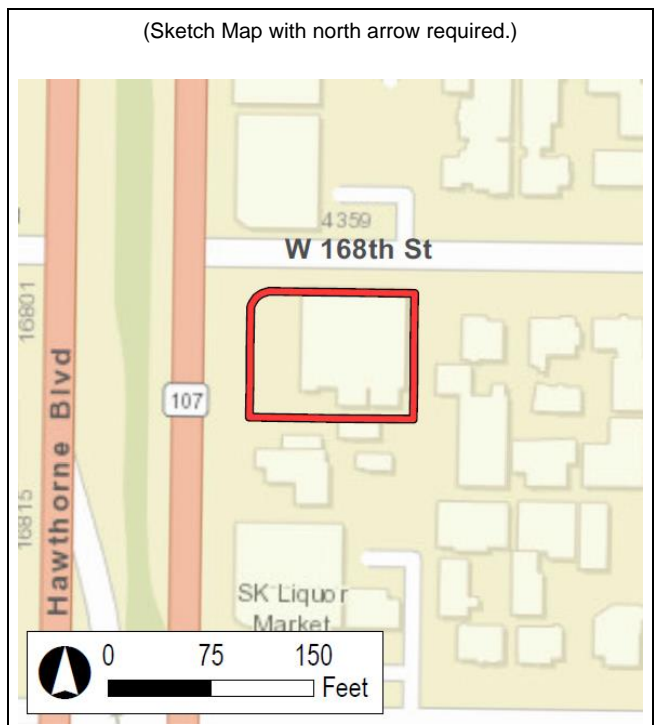 (Sketch Map with north arrow required.)
4359
W 168th St
16801
107
Hawthorne Blvd
16815
SK Liquor
Market
0 75 150
Feet